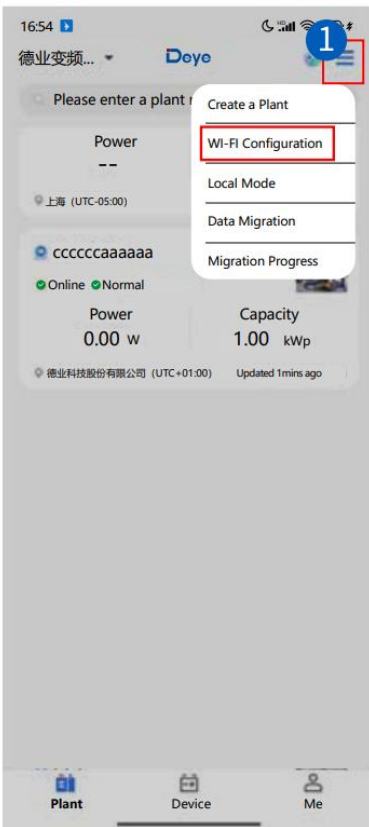 16:54
1
德业变频... Deye
Please enter a plant
Create a Plant
Power
WI-FI Configuration
--
Local Mode
上海 (UTC-05:00)
Data Migration
Migration Progress
ccccccaaaaaa
Online Normal
Power Capacity
0.00 W 1.00 kWp
德业科技股份有限公司 (UTC+01:00) Updated 1mins ago
Plant Device Me